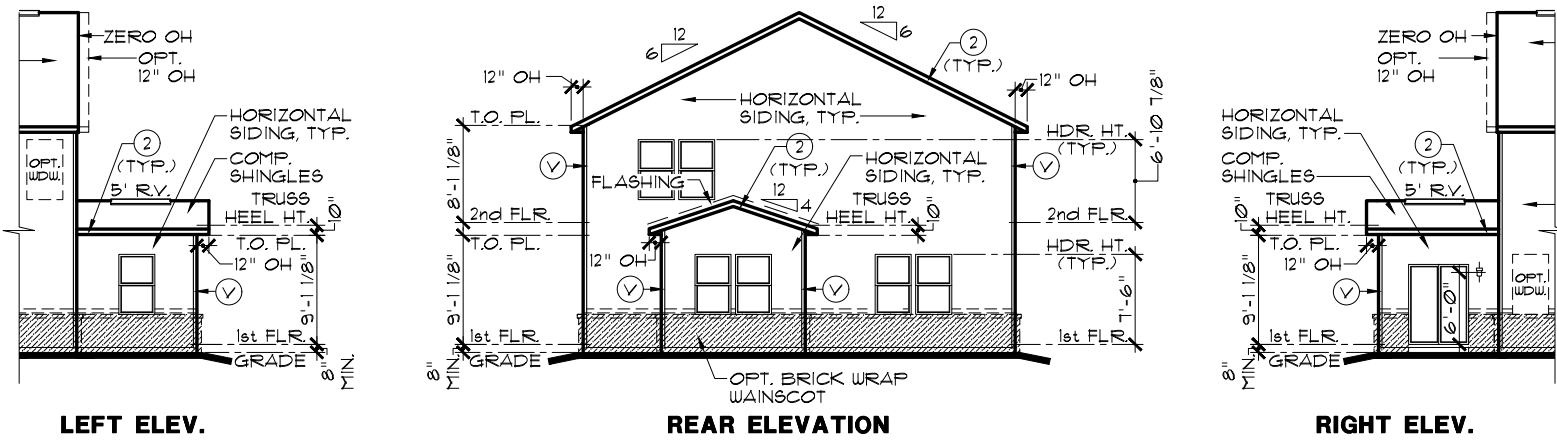 ZERO OH
OPT.
12" OH
HORIZONTAL
SIDING, TYP.
2
(TYP.)
COMP.
SHINGLES
OPT.
WDW.
5' R.V.
TRUSS
HEEL HT.
T.O. PL.
12" OH
V
9'-1 1/8"
1st FLR.
GRADE
8"
MIN.
LEFT ELEV.
12
6
12
6
2
(TYP.)
12" OH
12" OH
T.O. PL.
HORIZONTAL
SIDING, TYP.
HDR. HT.
(TYP.)
6'-10 7/8"
V
V
8'-1 1/8"
2
(TYP.)
HORIZONTAL
SIDING, TYP.
FLASHING
12
4
TRUSS
HEEL HT.
2nd FLR.
2nd FLR.
T.O. PL.
T.O. PL.
HDR. HT.
(TYP.)
12" OH
V
V
9'-1 1/8"
7'-6"
1st FLR.
1st FLR.
GRADE
8"
MIN.
OPT. BRICK WRAP
WAINSCOT
REAR ELEVATION
ZERO OH
OPT.
12" OH
HORIZONTAL
SIDING, TYP.
2
(TYP.)
COMP.
SHINGLES
5' R.V.
TRUSS
HEEL HT.
T.O. PL.
12" OH
V
OPT.
WDW.
6'-0"
9'-1 1/8"
1st FLR.
GRADE
8"
MIN.
RIGHT ELEV.